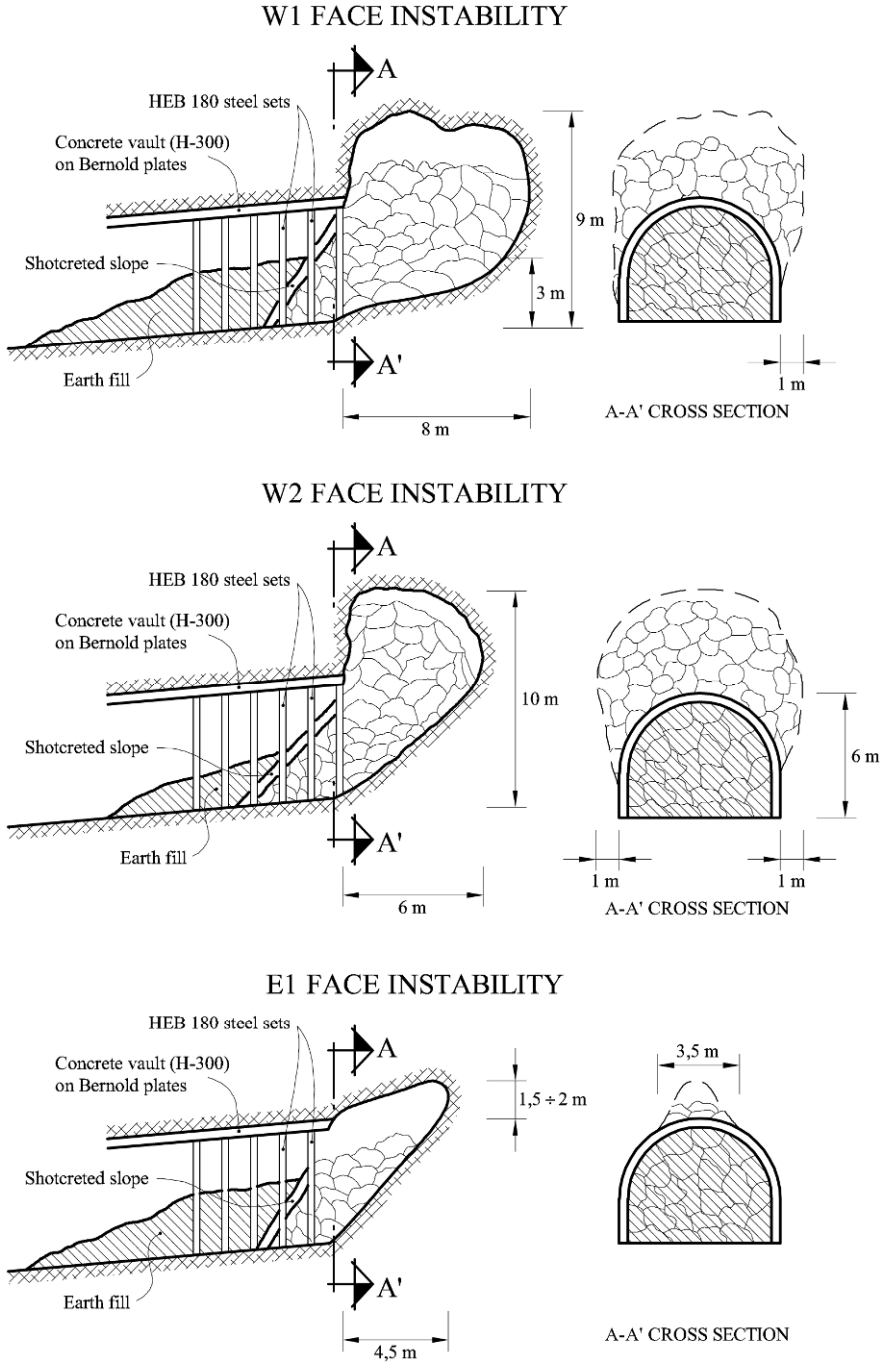 W1 FACE INSTABILITY
A
HEB 180 steel sets
Concrete vault (H-300)
on Bernold plates
9 m
Shotcreted slope
3 m
A'
Earth fill
1 m
8 m
A-A' CROSS SECTION
W2 FACE INSTABILITY
A
HEB 180 steel sets
Concrete vault (H-300)
on Bernold plates
10 m
Shotcreted slope
6 m
A'
Earth fill
1 m
1 m
6 m
A-A' CROSS SECTION
E1 FACE INSTABILITY
HEB 180 steel sets
A
3,5 m
Concrete vault (H-300)
on Bernold plates
1,5 ÷ 2 m
Shotcreted slope
A'
Earth fill
4,5 m
A-A' CROSS SECTION